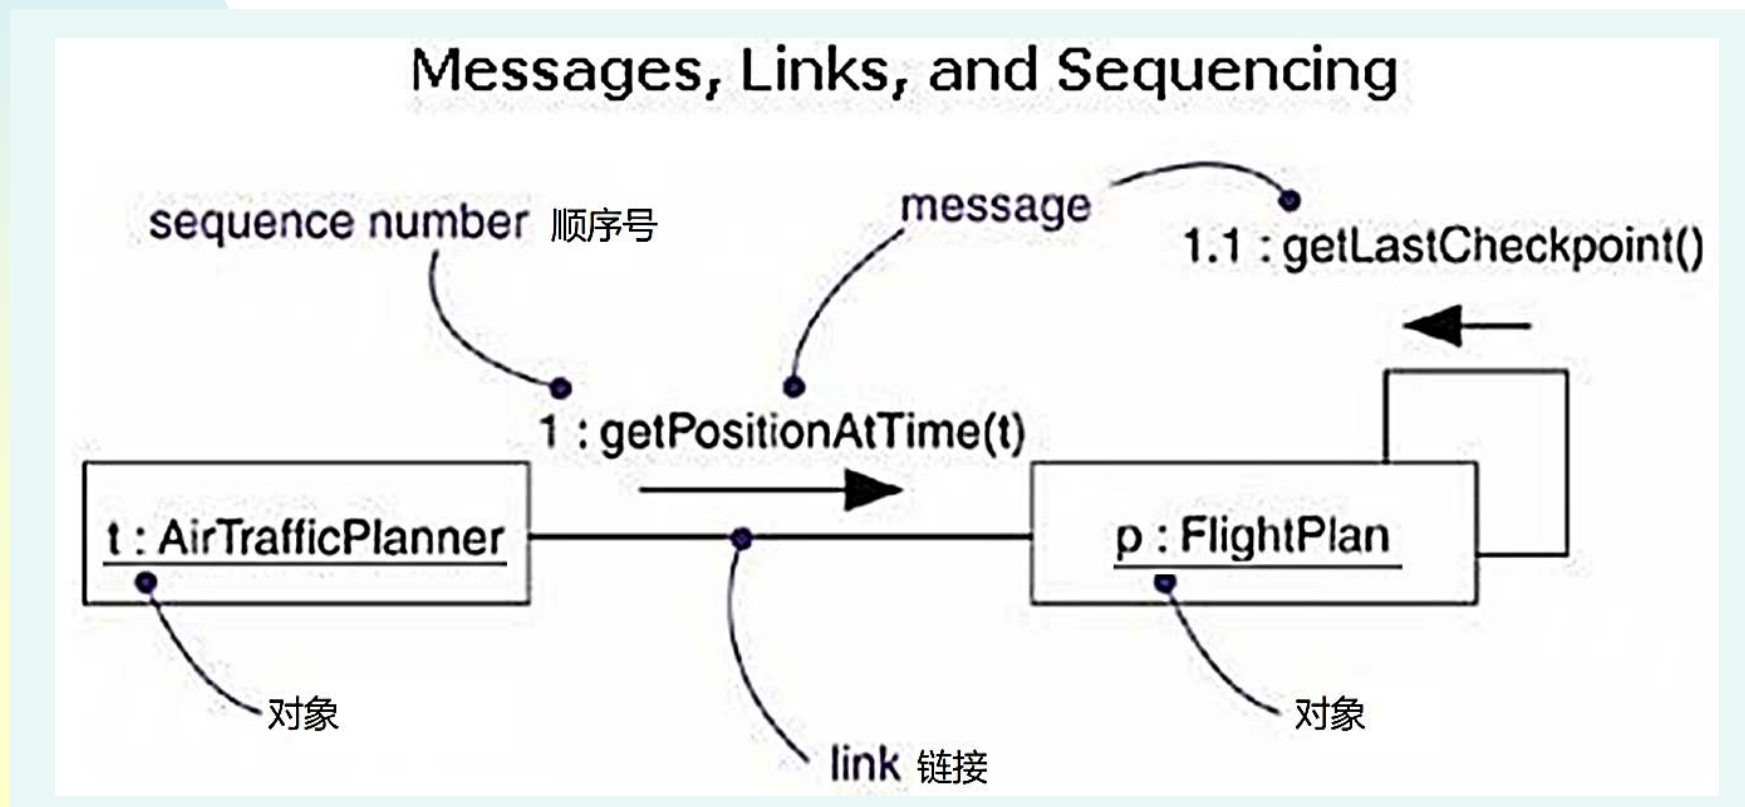 Messages, Links, and Sequencing
sequence number 顺序号
message
1.1 : getLastCheckpoint()
1 : getPositionAtTime(t)
t : AirTrafficPlanner
p : FlightPlan
对象
对象
link 链接